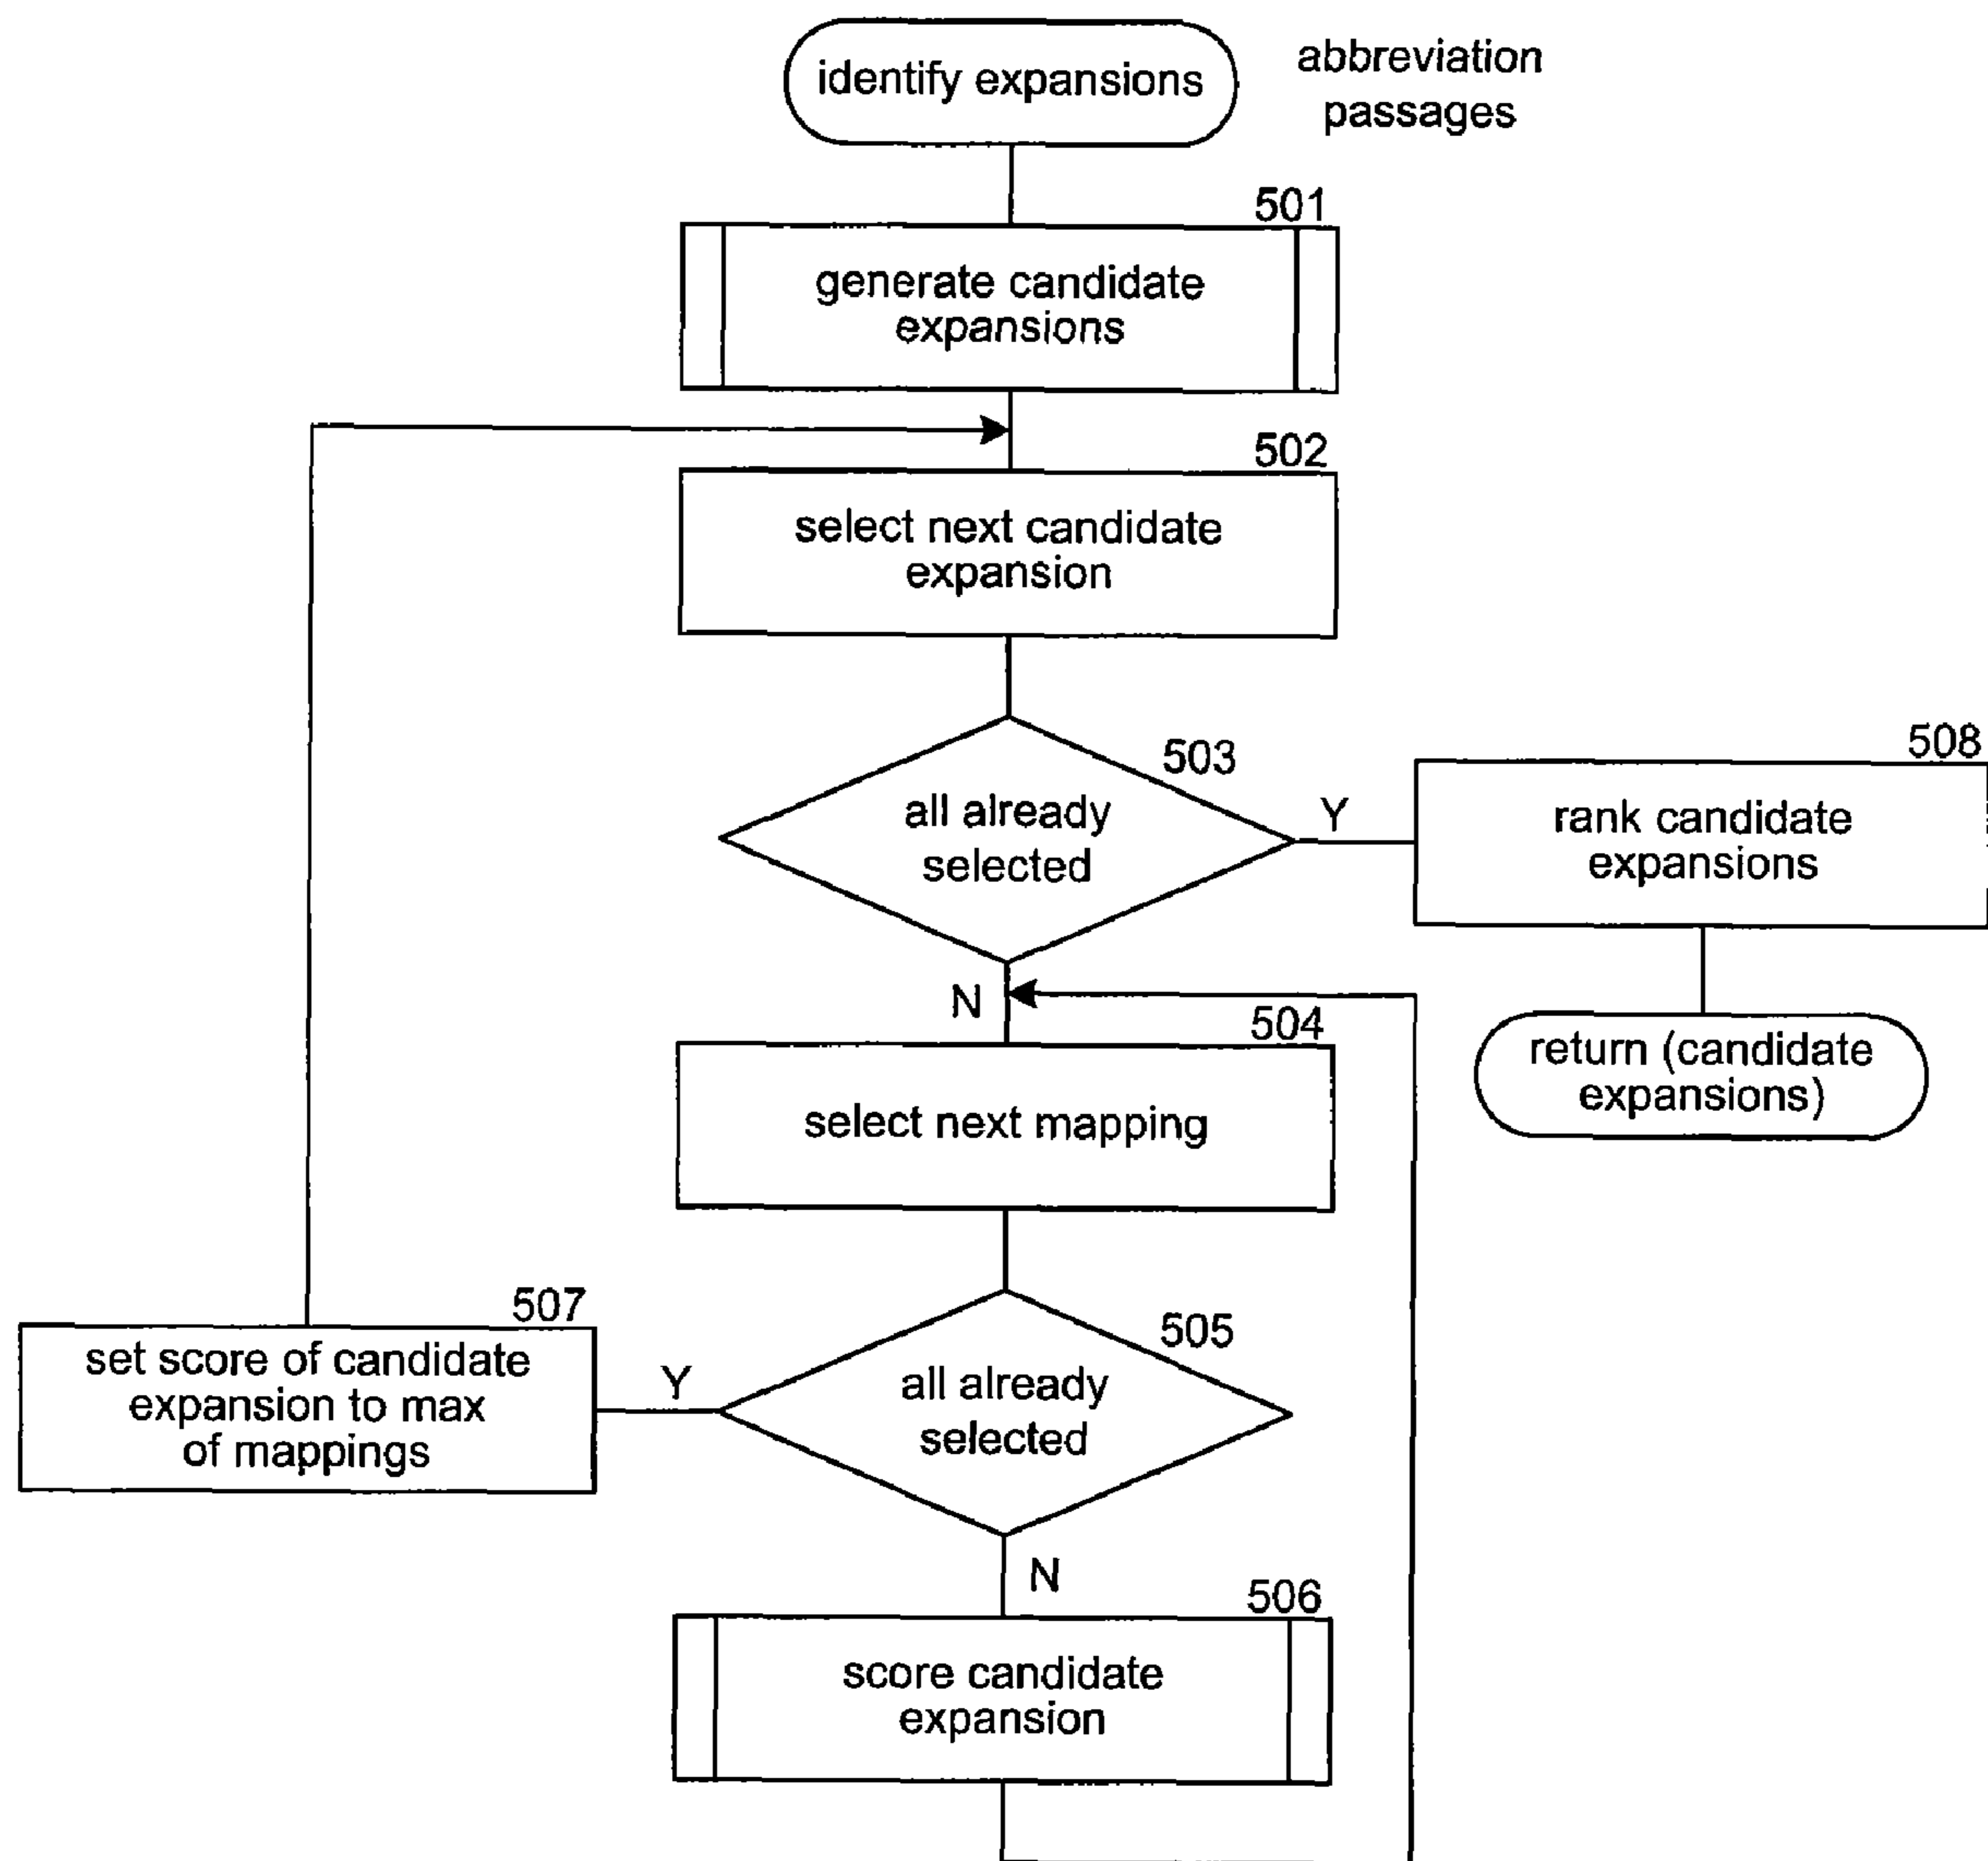 identify expansions
abbreviation
passages
501
generate candidate
expansions
502
select next candidate
expansion
503
all already
selected
Y
508
rank candidate
expansions
return (candidate
expansions)
N
504
select next mapping
505
all already
selected
Y
507
set score of candidate
expansion to max
of mappings
N
506
score candidate
expansion